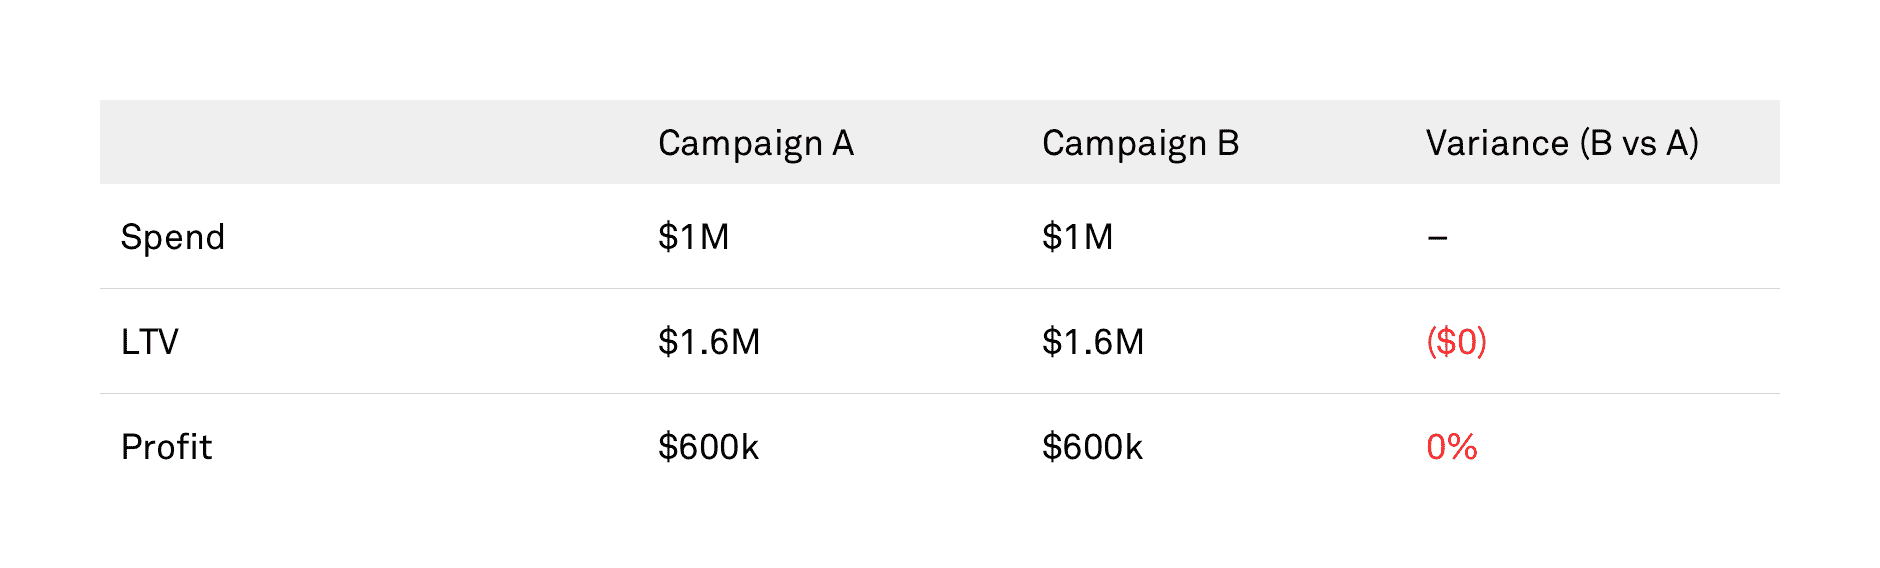 Campaign A Campaign B Variance (B vs A)
Spend $1M $1M –
LTV $1.6M $1.6M ($0)
Profit $600k $600k 0%